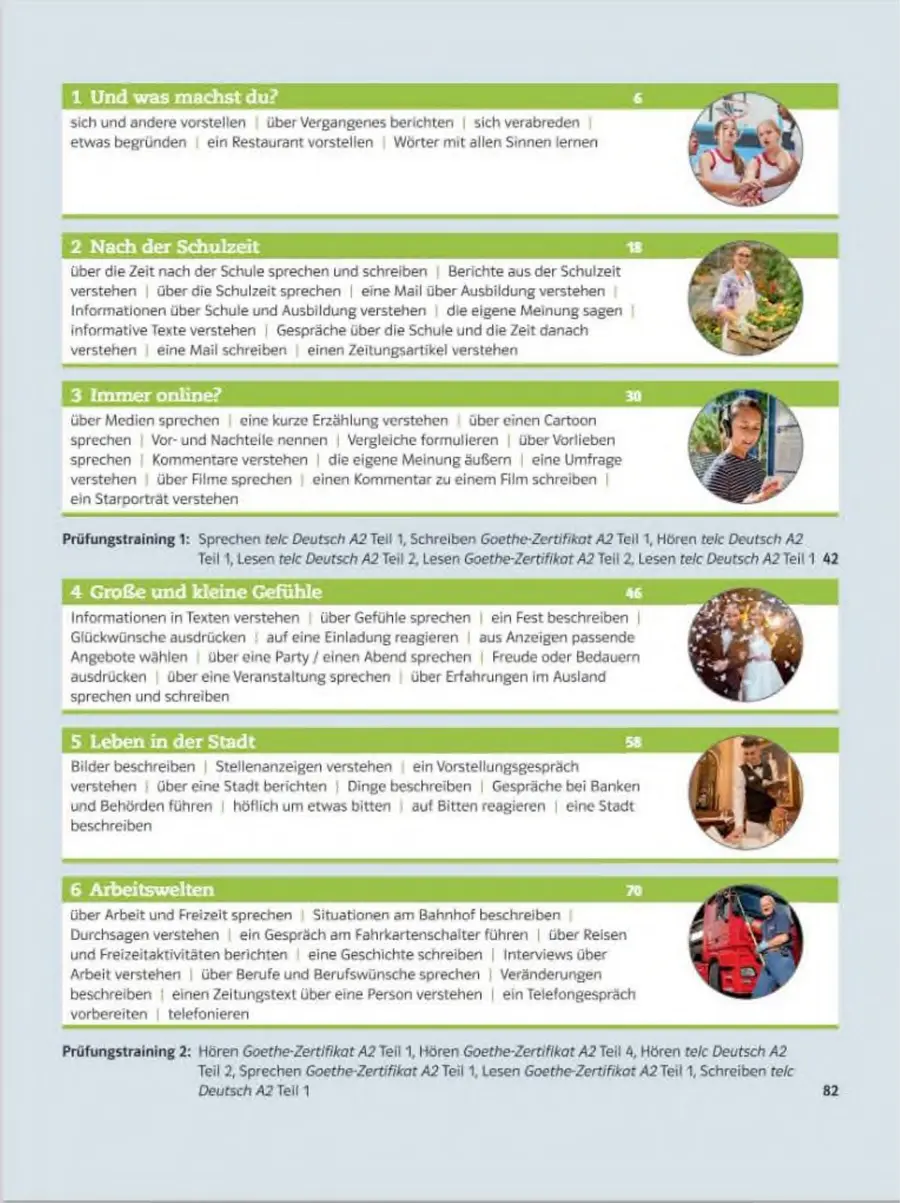 1 Und was machst du? 6
sich und andere vorstellen | über Vergangenes berichten | sich verabreden |
etwas begründen | ein Restaurant vorstellen | Wörter mit allen Sinnen lernen
2 Nach der Schulzeit 18
über die Zeit nach der Schule sprechen und schreiben | Berichte aus der Schulzeit
verstehen | über die Schulzeit sprechen | eine Mail über Ausbildung verstehen |
Informationen über Schule und Ausbildung verstehen | die eigene Meinung sagen |
informative Texte verstehen | Gespräche über die Schule und die Zeit danach
verstehen | eine Mail schreiben | einen Zeitungsartikel verstehen
3 Immer online? 30
über Medien sprechen | eine kurze Erzählung verstehen | über einen Cartoon
sprechen | Vor- und Nachteile nennen | Vergleiche formulieren | über Vorlieben
sprechen | Kommentare verstehen | die eigene Meinung äußern | eine Umfrage
verstehen | über Filme sprechen | einen Kommentar zu einem Film schreiben |
ein Starporträt verstehen
Prüfungstraining 1: Sprechen telc Deutsch A2 Teil 1, Schreiben Goethe-Zertifikat A2 Teil 1, Hören telc Deutsch A2
Teil 1, Lesen telc Deutsch A2 Teil 2, Lesen Goethe-Zertifikat A2 Teil 2, Lesen telc Deutsch A2 Teil 1 42
4 Große und kleine Gefühle 46
Informationen in Texten verstehen | über Gefühle sprechen | ein Fest beschreiben |
Glückwünsche ausdrücken | auf eine Einladung reagieren | aus Anzeigen passende
Angebote wählen | über eine Party / einen Abend sprechen | Freude oder Bedauern
ausdrücken | über eine Veranstaltung sprechen | über Erfahrungen im Ausland
sprechen und schreiben
5 Leben in der Stadt 58
Bilder beschreiben | Stellenanzeigen verstehen | ein Vorstellungsgespräch
verstehen | über eine Stadt berichten | Dinge beschreiben | Gespräche bei Banken
und Behörden führen | höflich um etwas bitten | auf Bitten reagieren | eine Stadt
beschreiben
6 Arbeitswelten 70
über Arbeit und Freizeit sprechen | Situationen am Bahnhof beschreiben |
Durchsagen verstehen | ein Gespräch am Fahrkartenschalter führen | über Reisen
und Freizeitaktivitäten berichten | eine Geschichte schreiben | Interviews über
Arbeit verstehen | über Berufe und Berufswünsche sprechen | Veränderungen
beschreiben | einen Zeitungstext über eine Person verstehen | ein Telefongespräch
vorbereiten | telefonieren
Prüfungstraining 2: Hören Goethe-Zertifikat A2 Teil 1, Hören Goethe-Zertifikat A2 Teil 4, Hören telc Deutsch A2
Teil 2, Sprechen Goethe-Zertifikat A2 Teil 1, Lesen Goethe-Zertifikat A2 Teil 1, Schreiben telc
Deutsch A2 Teil 1 82